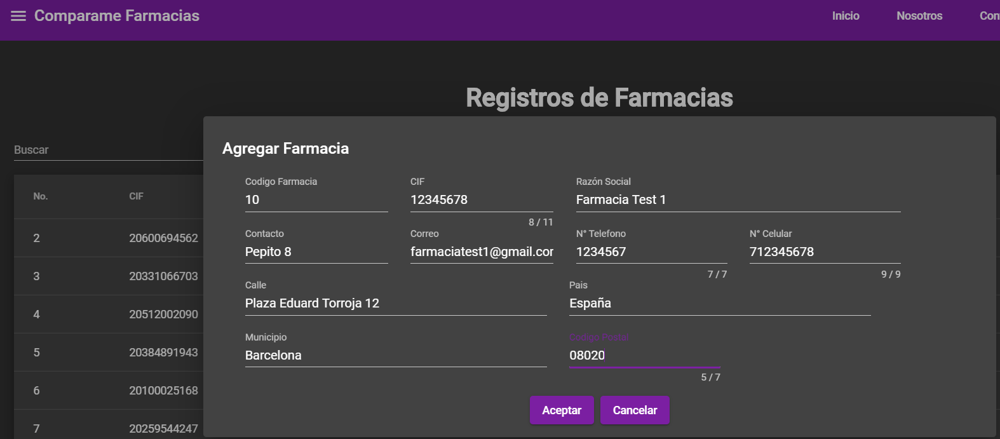 Comparame Farmacias
Inicio Nosotros
Registros de Farmacias
Buscar
No. CIF
2 20600694562
3 20331066703
4 20512002090
5 20384891943
6 20100025168
7 20259544247
Agregar Farmacia
Codigo Farmacia CIF Razón Social
10 12345678 Farmacia Test 1
8 / 11
Contacto Correo N° Telefono N° Celular
Pepito 8 farmaciatest1@gmail.cor 1234567 712345678
7 / 7 9 / 9
Calle Pais
Plaza Eduard Torroja 12 España
Municipio Codigo Postal
Barcelona 08020
5 / 7
Aceptar Cancelar